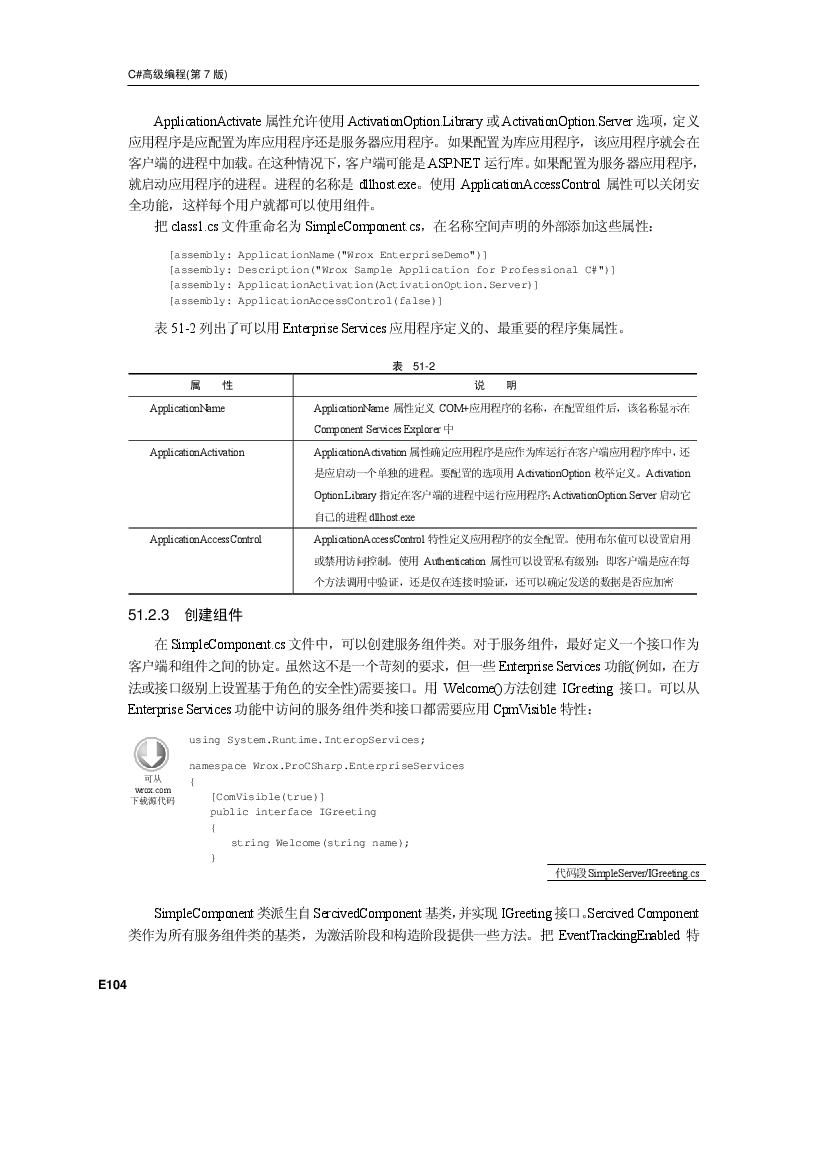 C#高级编程(第 7 版)
ApplicationActivate 属性允许使用 ActivationOption.Library 或 ActivationOption.Server 选项，定义
应用程序是应配置为库应用程序还是服务器应用程序。如果配置为库应用程序，该应用程序就会在
客户端的进程中加载。在这种情况下，客户端可能是 ASP.NET 运行库。如果配置为服务器应用程序，
就启动应用程序的进程。进程的名称是 dllhost.exe。使用 ApplicationAccessControl 属性可以关闭安
全功能，这样每个用户就都可以使用组件。
把 class1.cs 文件重命名为 SimpleComponent.cs，在名称空间声明的外部添加这些属性：
[assembly: ApplicationName("Wrox EnterpriseDemo")]
[assembly: Description("Wrox Sample Application for Professional C#")]
[assembly: ApplicationActivation(ActivationOption.Server)]
[assembly: ApplicationAccessControl(false)]
表 51-2 列出了可以用 Enterprise Services 应用程序定义的、最重要的程序集属性。
表 51-2
属 性 说 明
ApplicationName ApplicationName 属性定义 COM+应用程序的名称，在配置组件后，该名称显示在
Component Services Explorer 中
ApplicationActivation ApplicationActivation 属性确定应用程序是应作为库运行在客户端应用程序库中，还
是应启动一个单独的进程。要配置的选项用 ActivationOption 枚举定义。Activation
Option.Library 指定在客户端的进程中运行应用程序；ActivationOption.Server 启动它
自己的进程 dllhost.exe
ApplicationAccessControl ApplicationAccessControl 特性定义应用程序的安全配置。使用布尔值可以设置启用
或禁用访问控制。使用 Authentication 属性可以设置私有级别：即客户端是应在每
个方法调用中验证，还是仅在连接时验证，还可以确定发送的数据是否应加密
51.2.3 创建组件
在 SimpleComponent.cs 文件中，可以创建服务组件类。对于服务组件，最好定义一个接口作为
客户端和组件之间的协定。虽然这不是一个苛刻的要求，但一些 Enterprise Services 功能(例如，在方
法或接口级别上设置基于角色的安全性)需要接口。用 Welcome()方法创建 IGreeting 接口。可以从
Enterprise Services 功能中访问的服务组件类和接口都需要应用 CpmVisible 特性：
可从
wrox.com
下载源代码
using System.Runtime.InteropServices;
namespace Wrox.ProCSharp.EnterpriseServices
{
[ComVisible(true)]
public interface IGreeting
{
string Welcome(string name);
}
代码段 SimpleServer/IGreeting.cs
SimpleComponent 类派生自 SercivedComponent 基类，并实现 IGreeting 接口。Sercived Component
类作为所有服务组件类的基类，为激活阶段和构造阶段提供一些方法。把 EventTrackingEnabled 特
E104